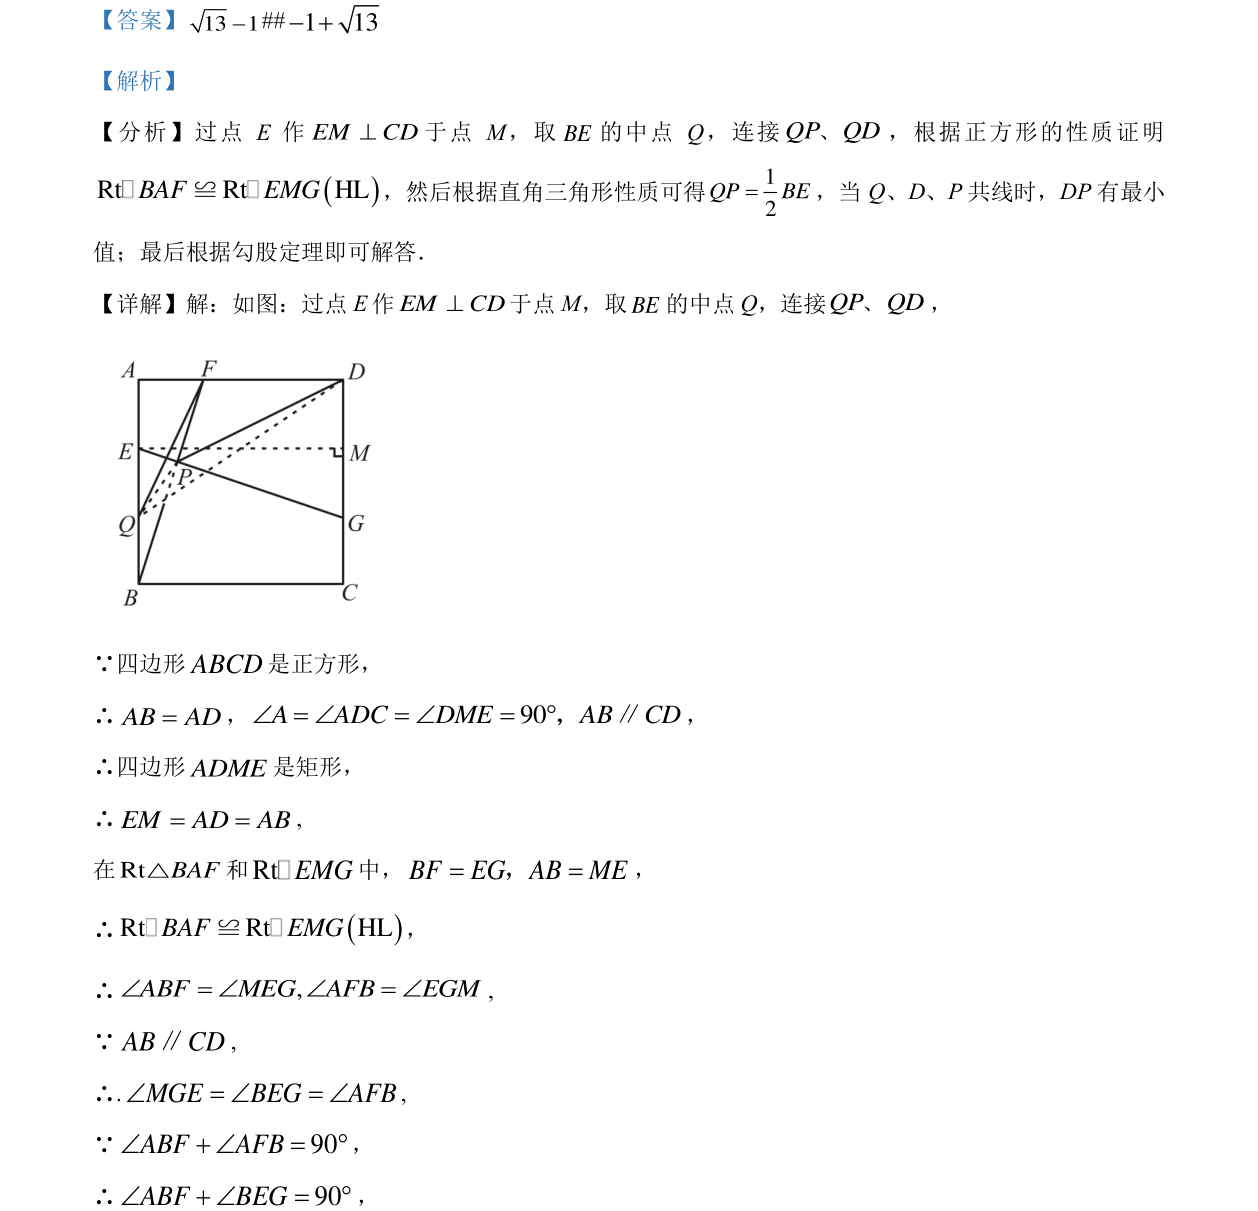 【答案】√13－1##－1+√13
【解析】
【分析】过点 E 作 EM⊥CD 于点 M，取 BE 的中点 Q，连接 QP、QD，根据正方形的性质证明
Rt□BAF≌Rt□EMG(HL)，然后根据直角三角形性质可得 QP=1/2 BE，当 Q、D、P 共线时，DP 有最小
值；最后根据勾股定理即可解答．
【详解】解：如图：过点 E 作 EM⊥CD 于点 M，取 BE 的中点 Q，连接 QP、QD，
A F D
E M
P
Q G
B C
∵四边形 ABCD 是正方形，
∴AB=AD，∠A=∠ADC=∠DME=90°，AB∥CD，
∴四边形 ADME 是矩形，
∴EM=AD=AB，
在 Rt△BAF 和 Rt□EMG 中，BF=EG，AB=ME，
∴Rt□BAF≌Rt□EMG(HL)，
∴∠ABF=∠MEG,∠AFB=∠EGM，
∵AB∥CD，
∴.∠MGE=∠BEG=∠AFB，
∵∠ABF+∠AFB=90°，
∴∠ABF+∠BEG=90°，